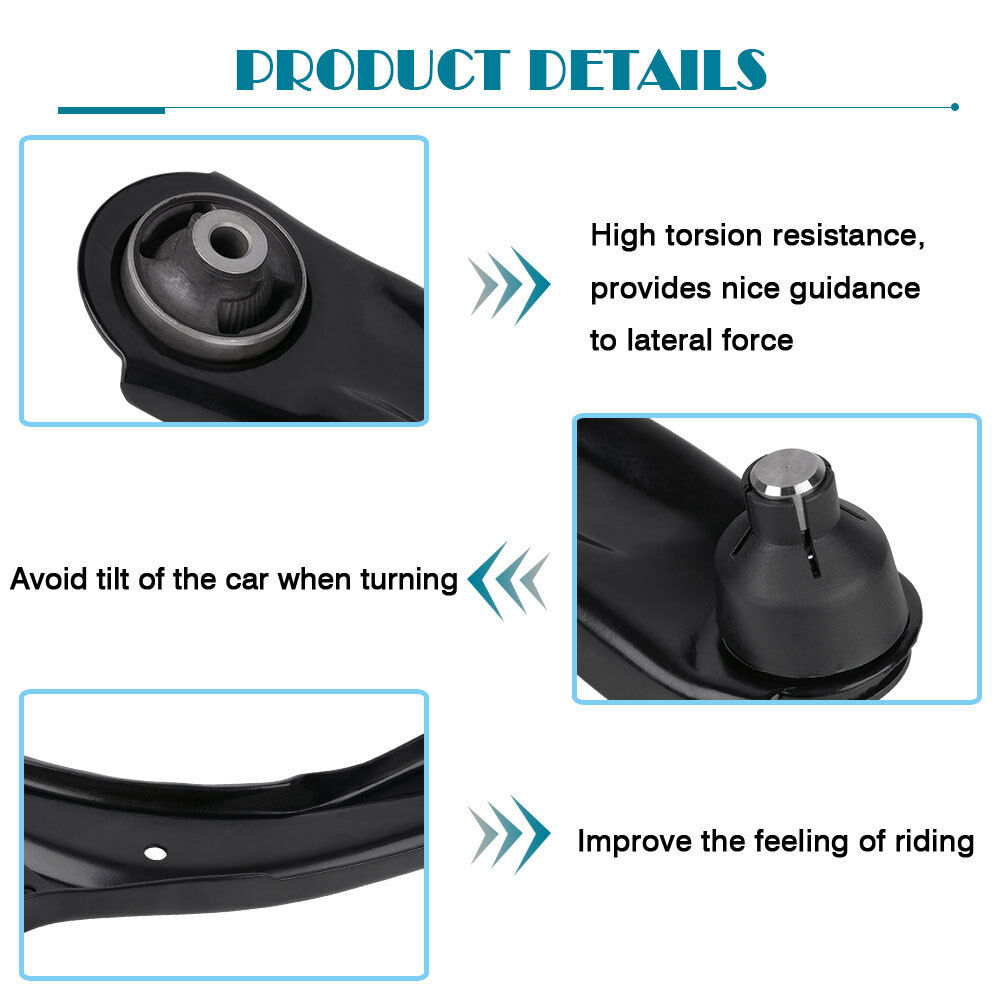 PRODUCT DETAILS
High torsion resistance,
provides nice guidance
to lateral force
Avoid tilt of the car when turning
Improve the feeling of riding